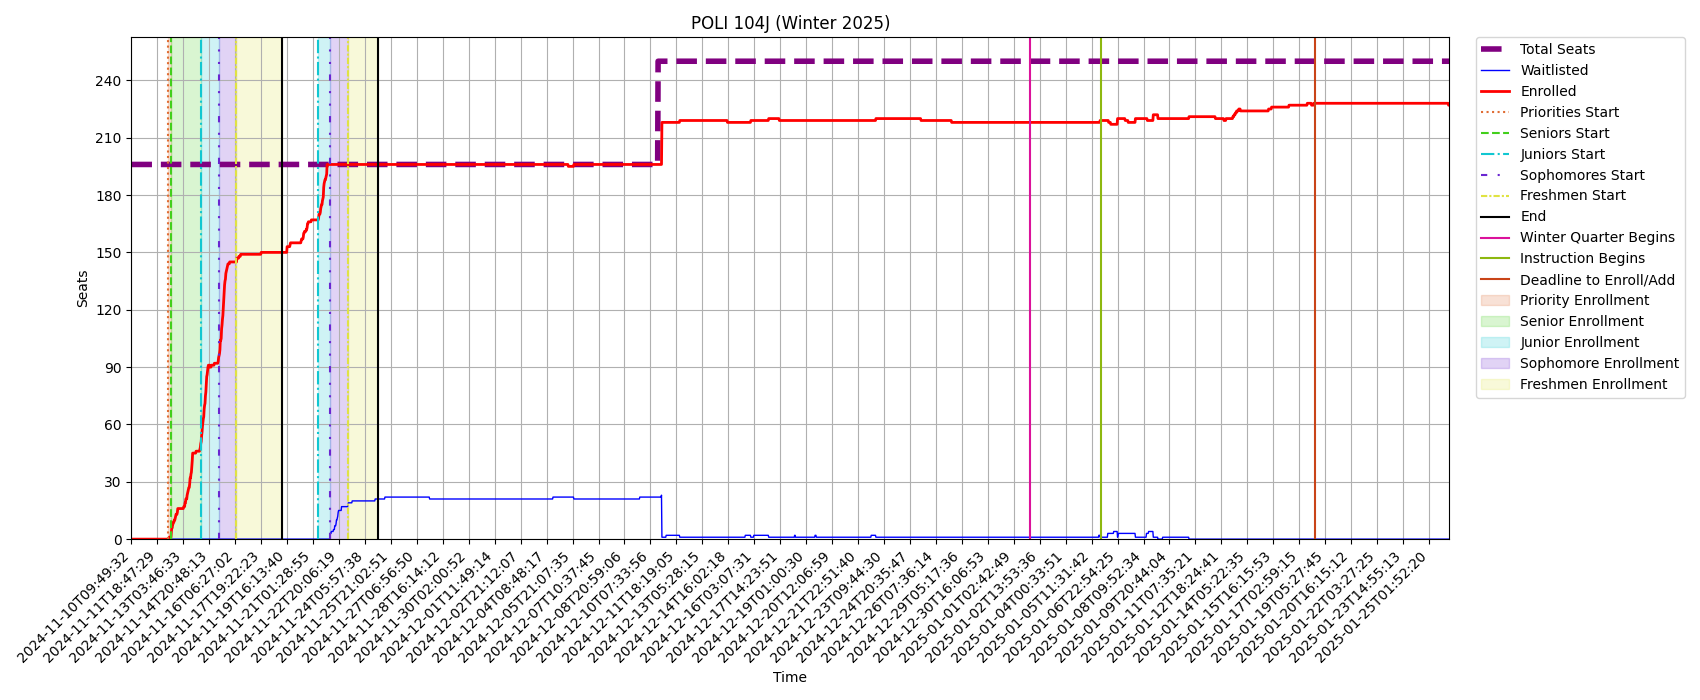 POLI 104J (Winter 2025)
Seats
240
210
180
150
120
90
60
30
0
2024-11-10T09:49:32
2024-11-11T18:47:29
2024-11-13T03:46:33
2024-11-14T20:48:13
2024-11-16T06:27:02
2024-11-17T19:22:23
2024-11-19T16:13:40
2024-11-21T01:28:55
2024-11-22T20:06:19
2024-11-24T05:57:38
2024-11-25T21:02:51
2024-11-27T06:56:50
2024-11-28T16:14:12
2024-11-30T02:00:52
2024-12-01T11:49:14
2024-12-02T21:12:07
2024-12-04T08:48:17
2024-12-05T21:07:35
2024-12-07T10:37:45
2024-12-08T20:59:06
2024-12-10T07:33:56
2024-12-11T18:19:05
2024-12-13T05:28:15
2024-12-14T16:02:18
2024-12-16T03:07:31
2024-12-17T14:23:51
2024-12-19T01:00:30
2024-12-20T12:06:59
2024-12-21T22:51:40
2024-12-23T09:44:30
2024-12-24T20:35:47
2024-12-26T07:36:14
2024-12-29T05:17:36
2024-12-30T16:06:53
2025-01-01T02:42:49
2025-01-02T13:53:36
2025-01-04T00:33:51
2025-01-05T11:31:42
2025-01-06T22:54:25
2025-01-08T09:52:34
2025-01-09T20:44:04
2025-01-11T07:35:21
2025-01-12T18:24:41
2025-01-14T05:22:35
2025-01-15T16:15:53
2025-01-17T02:59:15
2025-01-19T05:27:45
2025-01-20T16:15:12
2025-01-22T03:27:25
2025-01-23T14:55:13
2025-01-25T01:52:20
Time
Total Seats
Waitlisted
Enrolled
Priorities Start
Seniors Start
Juniors Start
Sophomores Start
Freshmen Start
End
Winter Quarter Begins
Instruction Begins
Deadline to Enroll/Add
Priority Enrollment
Senior Enrollment
Junior Enrollment
Sophomore Enrollment
Freshmen Enrollment